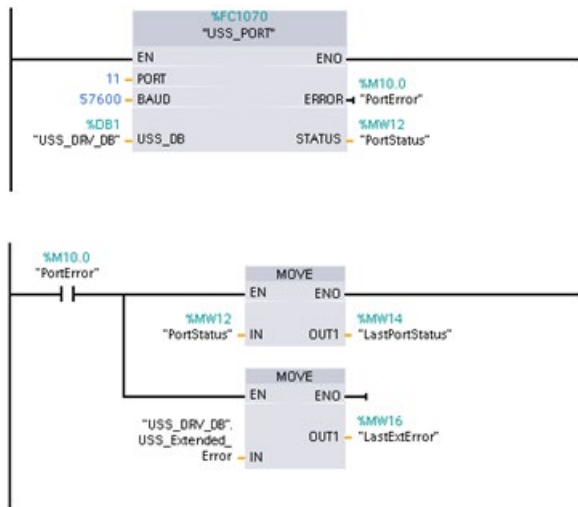 %FC1070
"USS_PORT"
EN ENO
11 PORT
%M10.0
57600 BAUD ERROR "PortError"
%DB1 %MW12
"USS_DRV_DB" USS_DB STATUS "PortStatus"
%M10.0
"PortError"
MOVE
EN ENO
%MW12 %MW14
"PortStatus" IN OUT1 "LastPortStatus"
MOVE
EN ENO
"USS_DRV_DB". %MW16
USS_Extended_ OUT1 "LastExtError"
Error IN